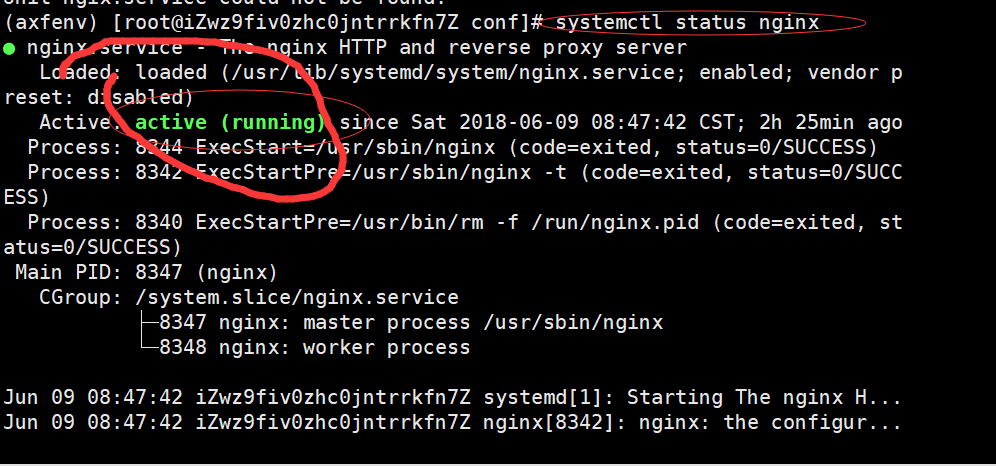 Unit ngix.service could not be found.
(axfenv) [root@iZwz9fiv0zhc0jntrrkfn7Z conf]# systemctl status nginx
● nginx.service - The nginx HTTP and reverse proxy server
Loaded: loaded (/usr/lib/systemd/system/nginx.service; enabled; vendor p
reset: disabled)
Active: active (running) since Sat 2018-06-09 08:47:42 CST; 2h 25min ago
Process: 8344 ExecStart=/usr/sbin/nginx (code=exited, status=0/SUCCESS)
Process: 8342 ExecStartPre=/usr/sbin/nginx -t (code=exited, status=0/SUCC
ESS)
Process: 8340 ExecStartPre=/usr/bin/rm -f /run/nginx.pid (code=exited, st
atus=0/SUCCESS)
Main PID: 8347 (nginx)
CGroup: /system.slice/nginx.service
├─8347 nginx: master process /usr/sbin/nginx
└─8348 nginx: worker process
Jun 09 08:47:42 iZwz9fiv0zhc0jntrrkfn7Z systemd[1]: Starting The nginx H...
Jun 09 08:47:42 iZwz9fiv0zhc0jntrrkfn7Z nginx[8342]: nginx: the configur...